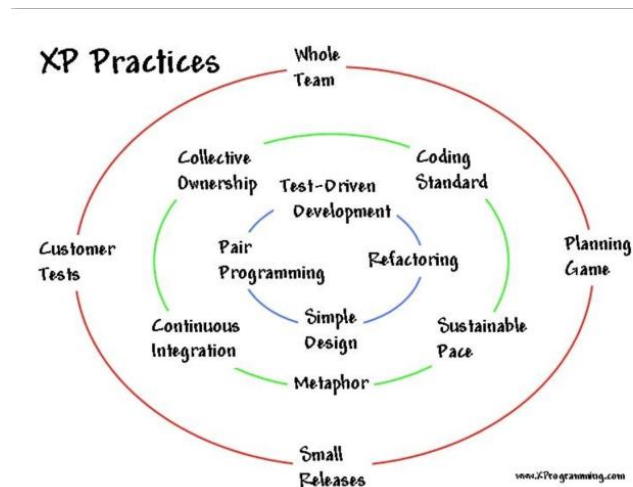 XP Practices
Whole
Team
Collective
Ownership
Coding
Standard
Test-Driven
Development
Customer
Tests
Pair
Programming
Refactoring
Planning
Game
Continuous
Integration
Simple
Design
Sustainable
Pace
Metaphor
Small
Releases
www.XProgramming.com